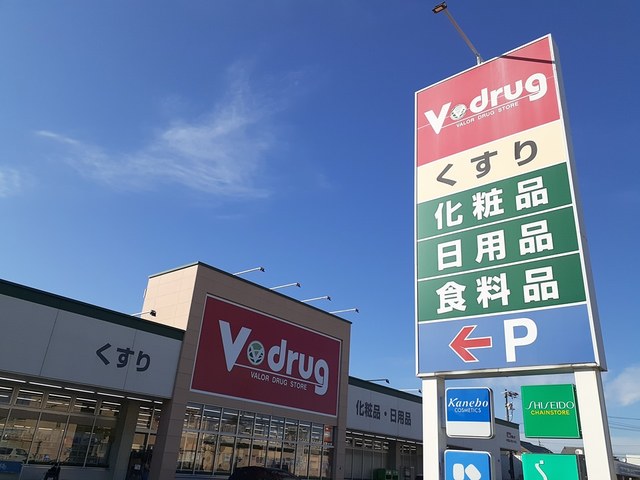 V drug
VALOR DRUG STORE
くすり
化粧品
日用品
食料品
P
Kanebo
COSMETICS
SHISEIDO
CHAINSTORE
くすり
V drug
VALOR DRUG STORE
化粧品・日用品